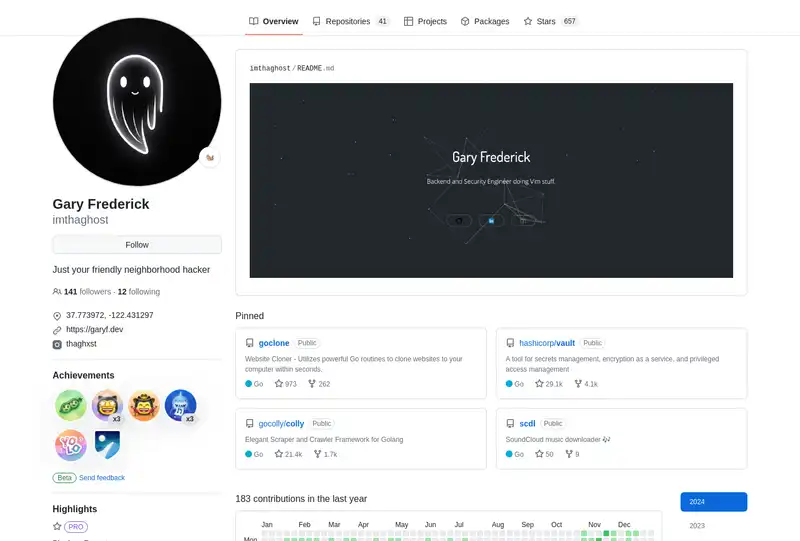 Overview
Repositories 41
Projects
Packages
Stars 657
imthaghost/README.md
Gary Frederick
Backend and Security Engineer doing Vim stuff.
Gary Frederick
imthaghost
Follow
Just your friendly neighborhood hacker
141 followers · 12 following
37.773972, -122.431297
https://garyf.dev
thaghxst
Achievements
x3
x3
YOLO
Beta Send feedback
Highlights
PRO
Pinned
goclone Public
Website Cloner - Utilizes powerful Go routines to clone websites to your
computer within seconds.
Go 973 262
hashicorp/vault Public
A tool for secrets management, encryption as a service, and privileged
access management
Go 29.1k 4.1k
gocolly/colly Public
Elegant Scraper and Crawler Framework for Golang
Go 21.4k 1.7k
scdl Public
SoundCloud music downloader 🎶
Go 50 9
183 contributions in the last year
2024
2023
Jan Feb Mar Apr May Jun Jul Aug Sep Oct Nov Dec
Mon